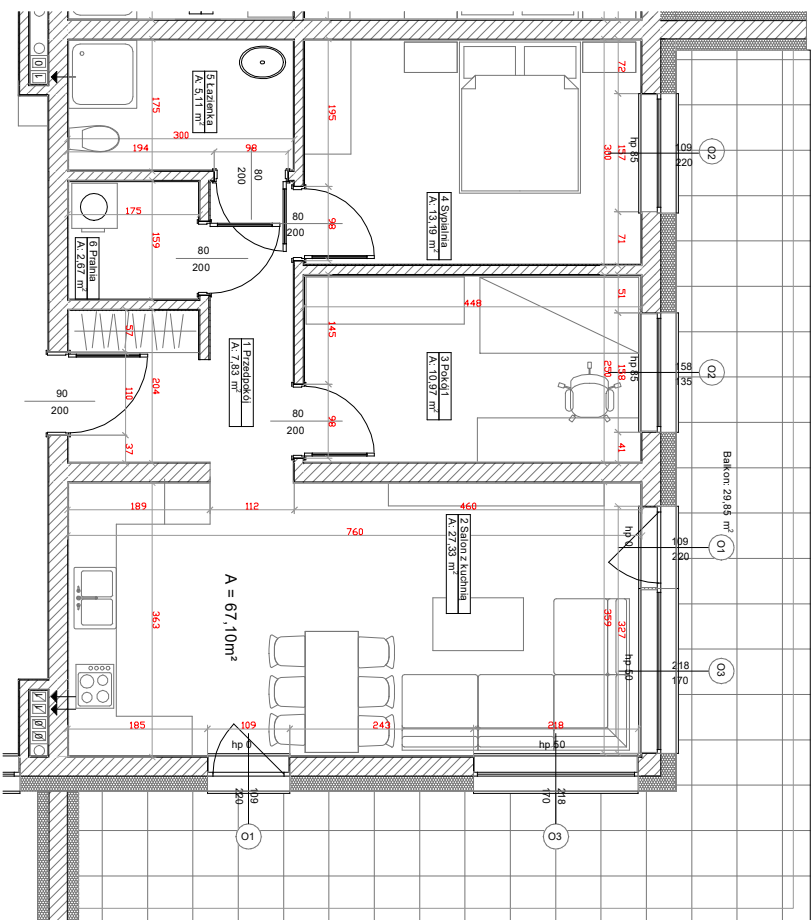 0
1
5 Łazienka
A: 5,11 m²
175
300
194
98
80
200
195
72
hp 85
157
300
109
220
O2
71
4 Sypialnia
A: 13,19 m²
80
200
98
175
159
6 Pralnia
A: 2,67 m²
80
200
57
204
110
37
90
200
1 Przedpokój
A: 7,83 m²
448
145
51
hp 85
158
250
158
135
O2
41
3 Pokój 1
A: 10,97 m²
80
200
98
Balkon: 29,85 m²
189
112
460
760
2 Salon z kuchnią
A: 27,33 m²
hp 0
109
220
O1
363
A = 67,10m²
359
327
hp 50
218
170
O3
185
109
243
218
hp 0
hp 50
109
220
218
170
O1
O3